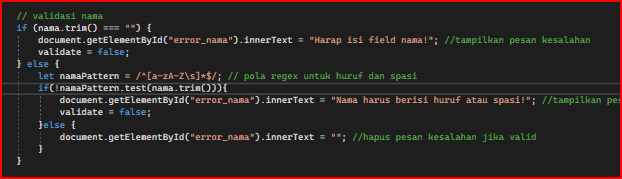 // validasi nama
if (nama.trim() === "") {
document.getElementById("error_nama").innerText = "Harap isi field nama!"; //tampilkan pesan kesalahan
validate = false;
} else {
let namaPattern = /^[a-zA-Z\s]*$/; // pola regex untuk huruf dan spasi
if(!namaPattern.test(nama.trim())){
document.getElementById("error_nama").innerText = "Nama harus berisi huruf atau spasi!"; //tampilkan pes
validate = false;
}else {
document.getElementById("error_nama").innerText = ""; //hapus pesan kesalahan jika valid
}
}